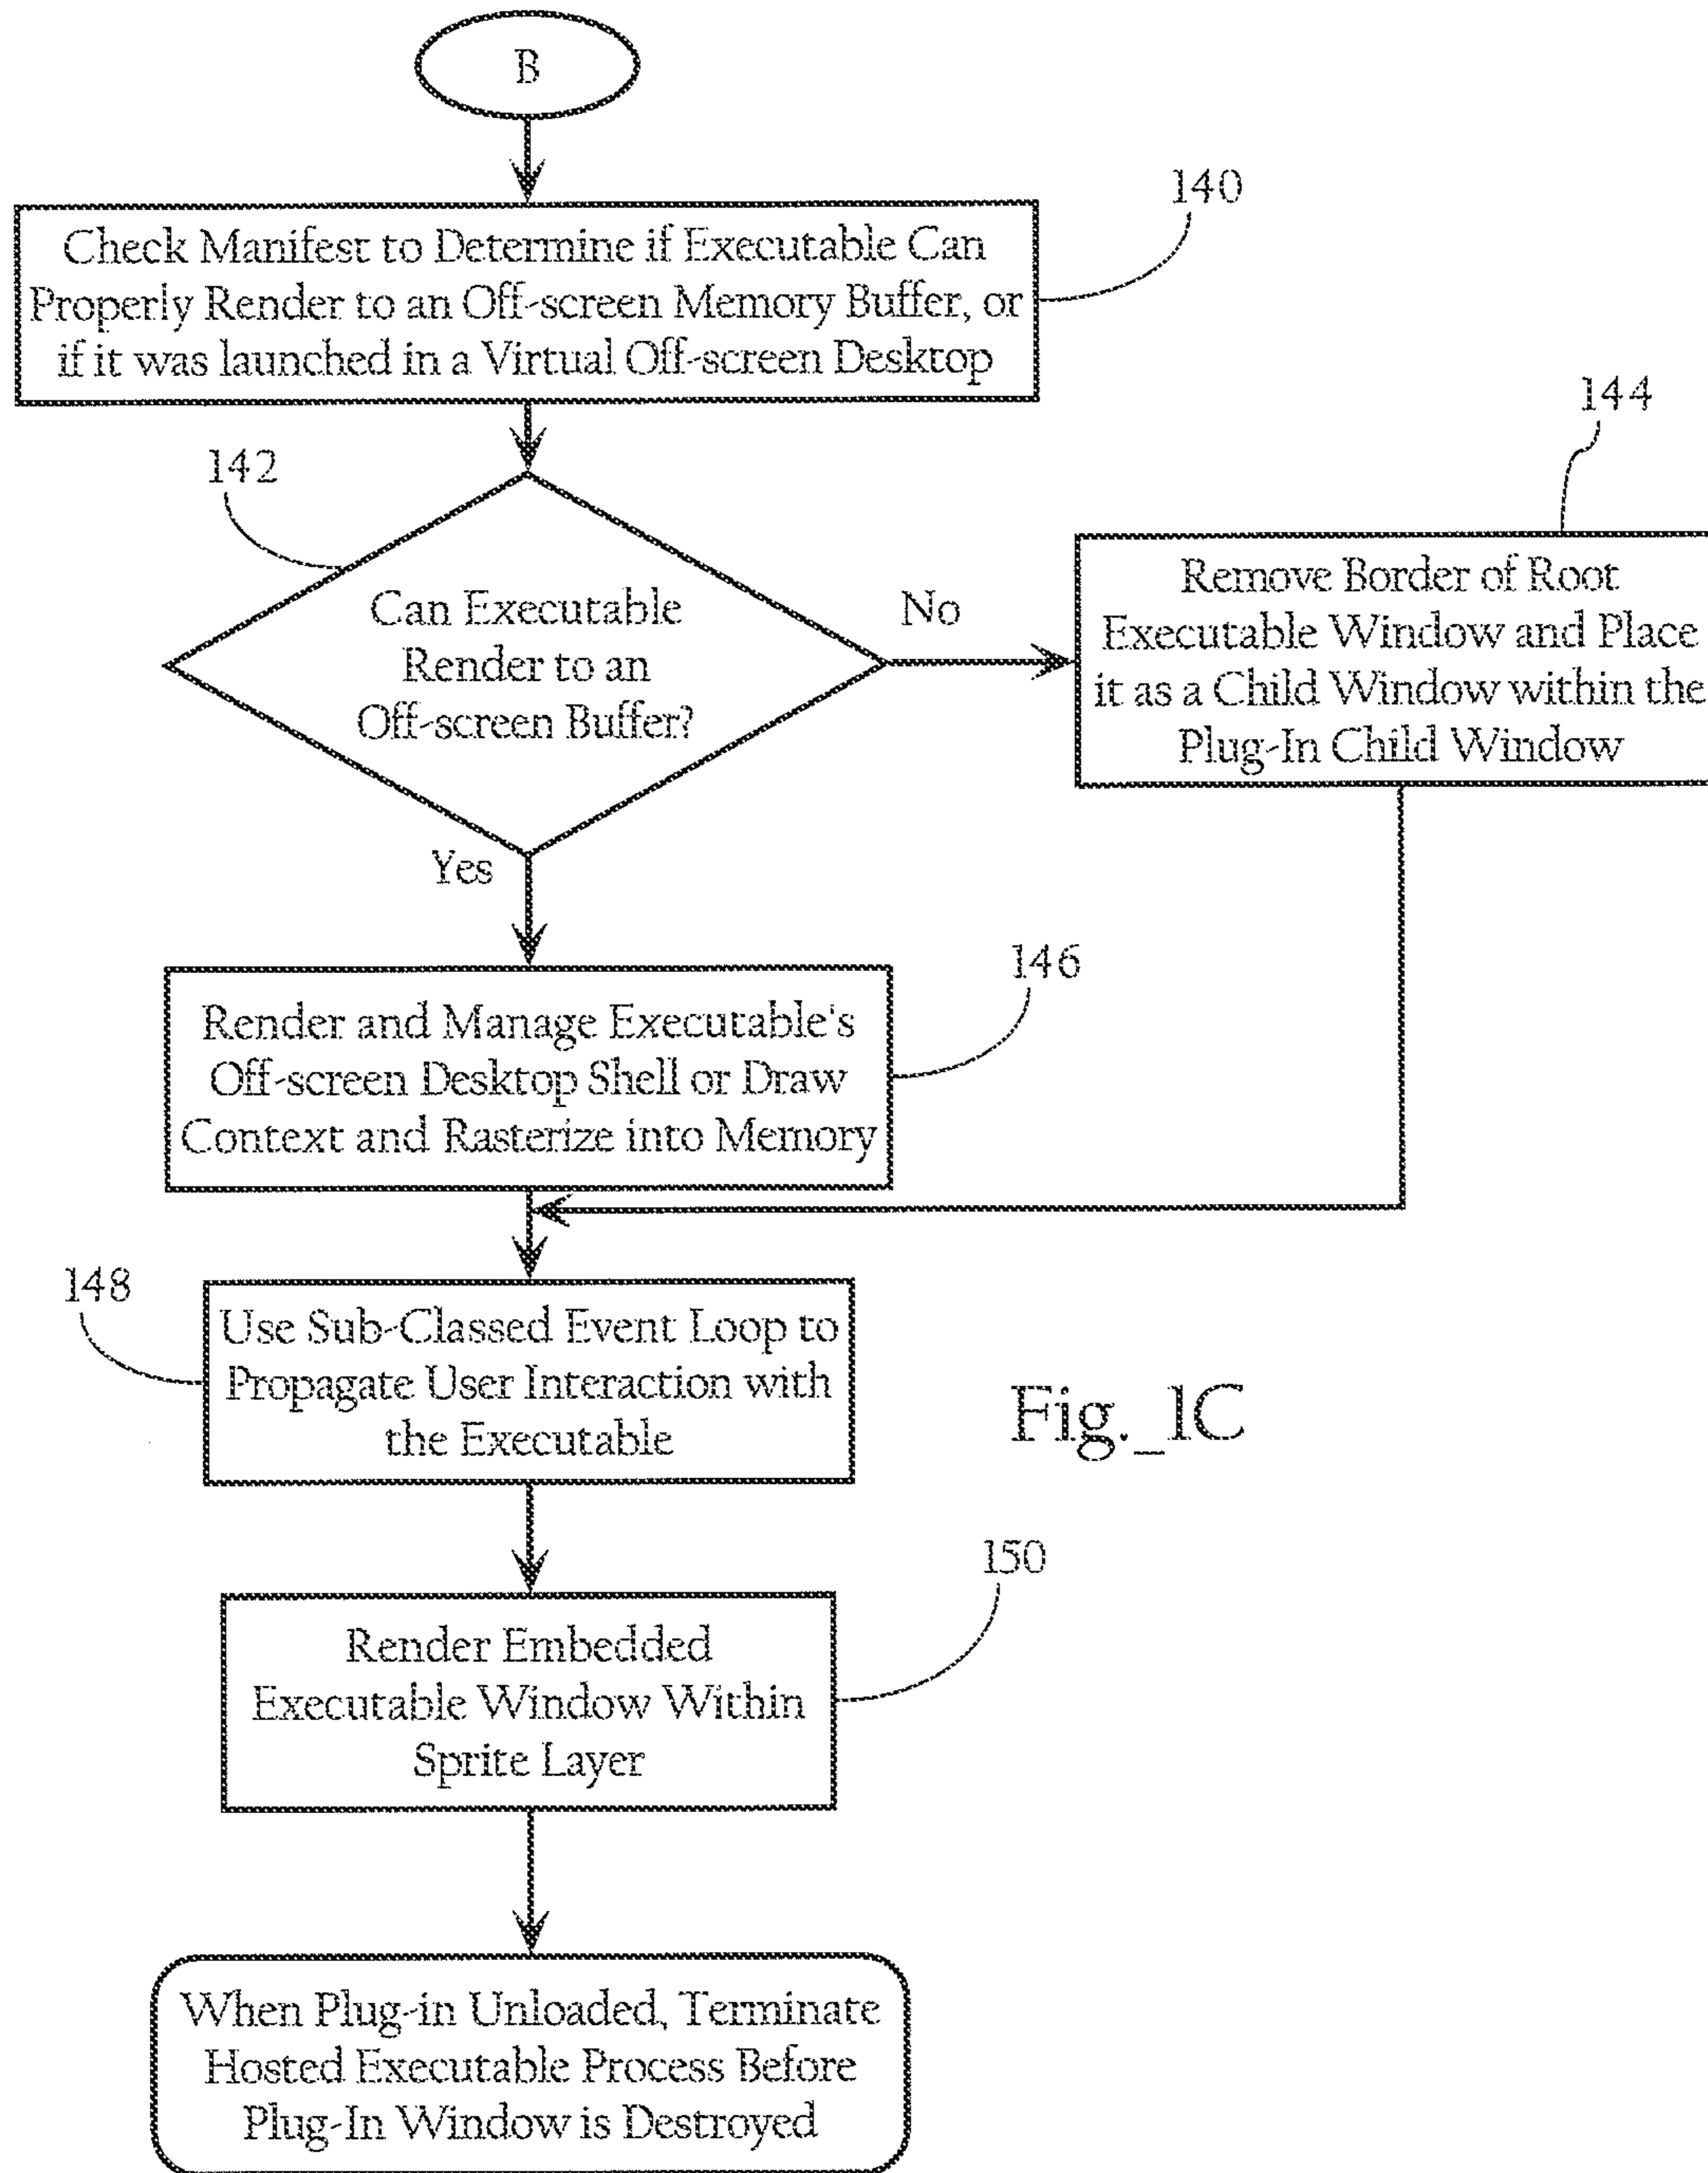 B
140
Check Manifest to Determine if Executable Can
Properly Render to an Off-screen Memory Buffer, or
if it was launched in a Virtual Off-screen Desktop
142
Can Executable
Render to an
Off-screen Buffer?
No
144
Remove Border of Root
Executable Window and Place
it as a Child Window within the
Plug-In Child Window
Yes
146
Render and Manage Executable's
Off-screen Desktop Shell or Draw
Context and Rasterize into Memory
148
Use Sub-Classed Event Loop to
Propagate User Interaction with
the Executable
Fig._1C
150
Render Embedded
Executable Window Within
Sprite Layer
When Plug-in Unloaded, Terminate
Hosted Executable Process Before
Plug-In Window is Destroyed